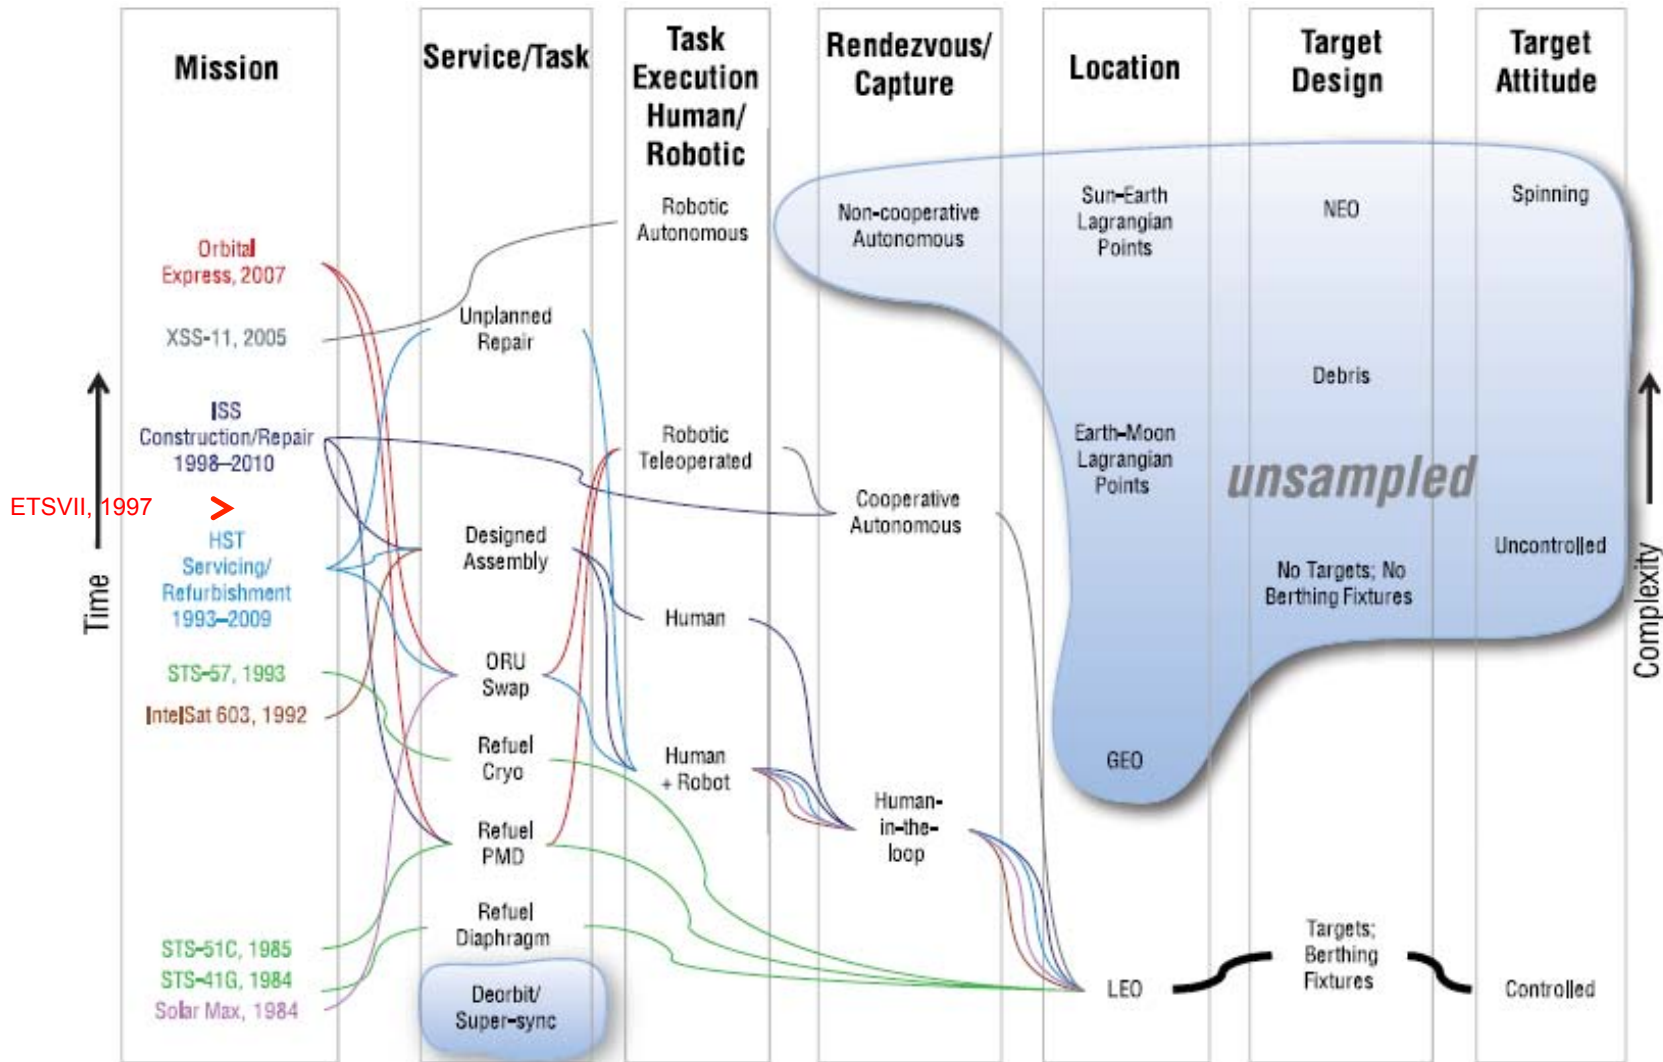 Mission
Service/Task
Task
Execution
Human/
Robotic
Rendezvous/
Capture
Location
Target
Design
Target
Attitude
Orbital
Express, 2007
XSS-11, 2005
ISS
Construction/Repair
1998–2010
ETSVII, 1997 >
HST
Servicing/
Refurbishment
1993–2009
STS-57, 1993
IntelSat 603, 1992
STS-51C, 1985
STS-41G, 1984
Solar Max, 1984
Time
Unplanned
Repair
Designed
Assembly
ORU
Swap
Refuel
Cryo
Refuel
PMD
Refuel
Diaphragm
Deorbit/
Super-sync
Robotic
Autonomous
Robotic
Teleoperated
Human
Human
+ Robot
Non-cooperative
Autonomous
Cooperative
Autonomous
Human-
in-the-
loop
Sun-Earth
Lagrangian
Points
Earth-Moon
Lagrangian
Points
GEO
LEO
NEO
Debris
unsampled
No Targets; No
Berthing Fixtures
Targets;
Berthing
Fixtures
Spinning
Uncontrolled
Controlled
Complexity